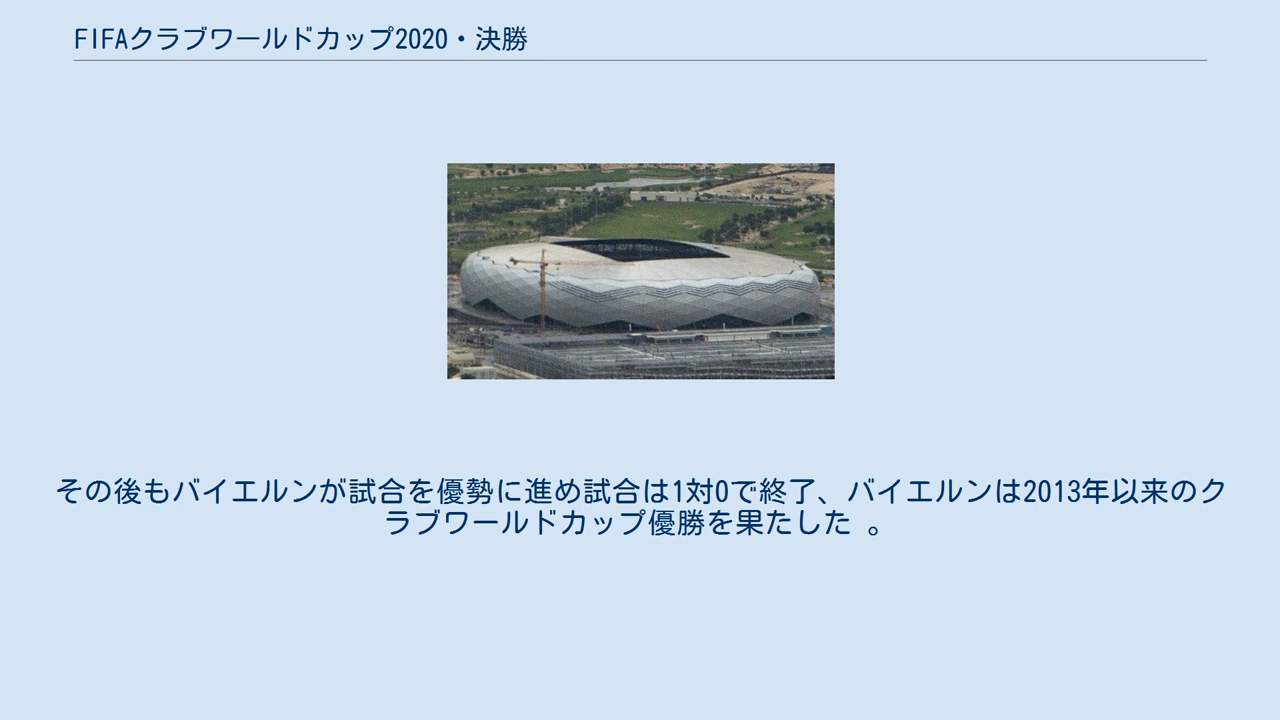 FIFAクラブワールドカップ2020・決勝
その後もバイエルンが試合を優勢に進め試合は1対0で終了、バイエルンは2013年以来のク
ラブワールドカップ優勝を果たした 。